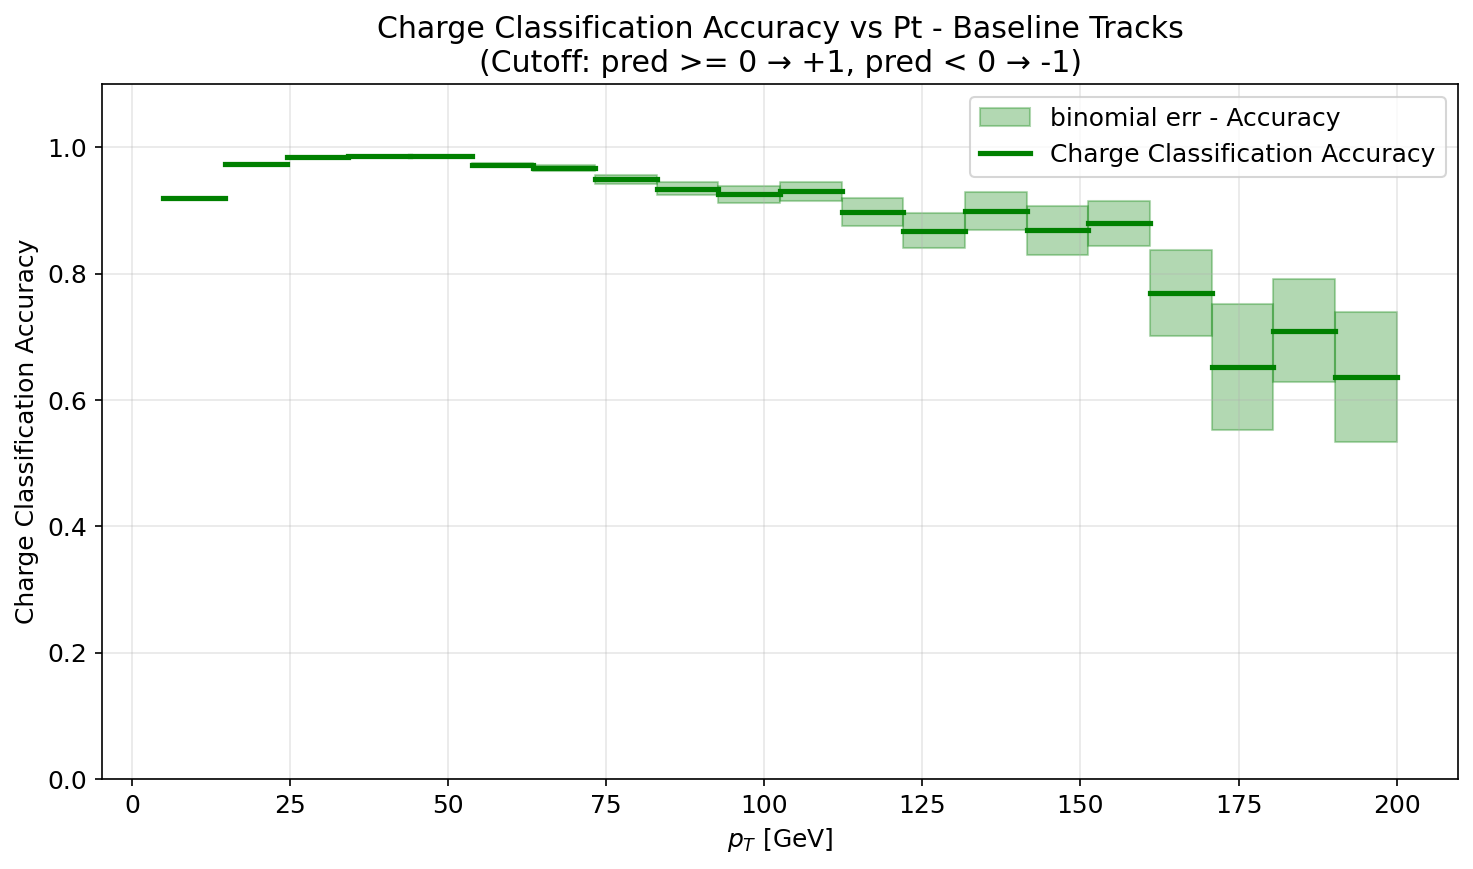 Charge Classification Accuracy vs Pt - Baseline Tracks
(Cutoff: pred >= 0 → +1, pred < 0 → -1)
binomial err - Accuracy
Charge Classification Accuracy
Charge Classification Accuracy
1.0
0.8
0.6
0.4
0.2
0.0
0 25 50 75 100 125 150 175 200
p_T [GeV]